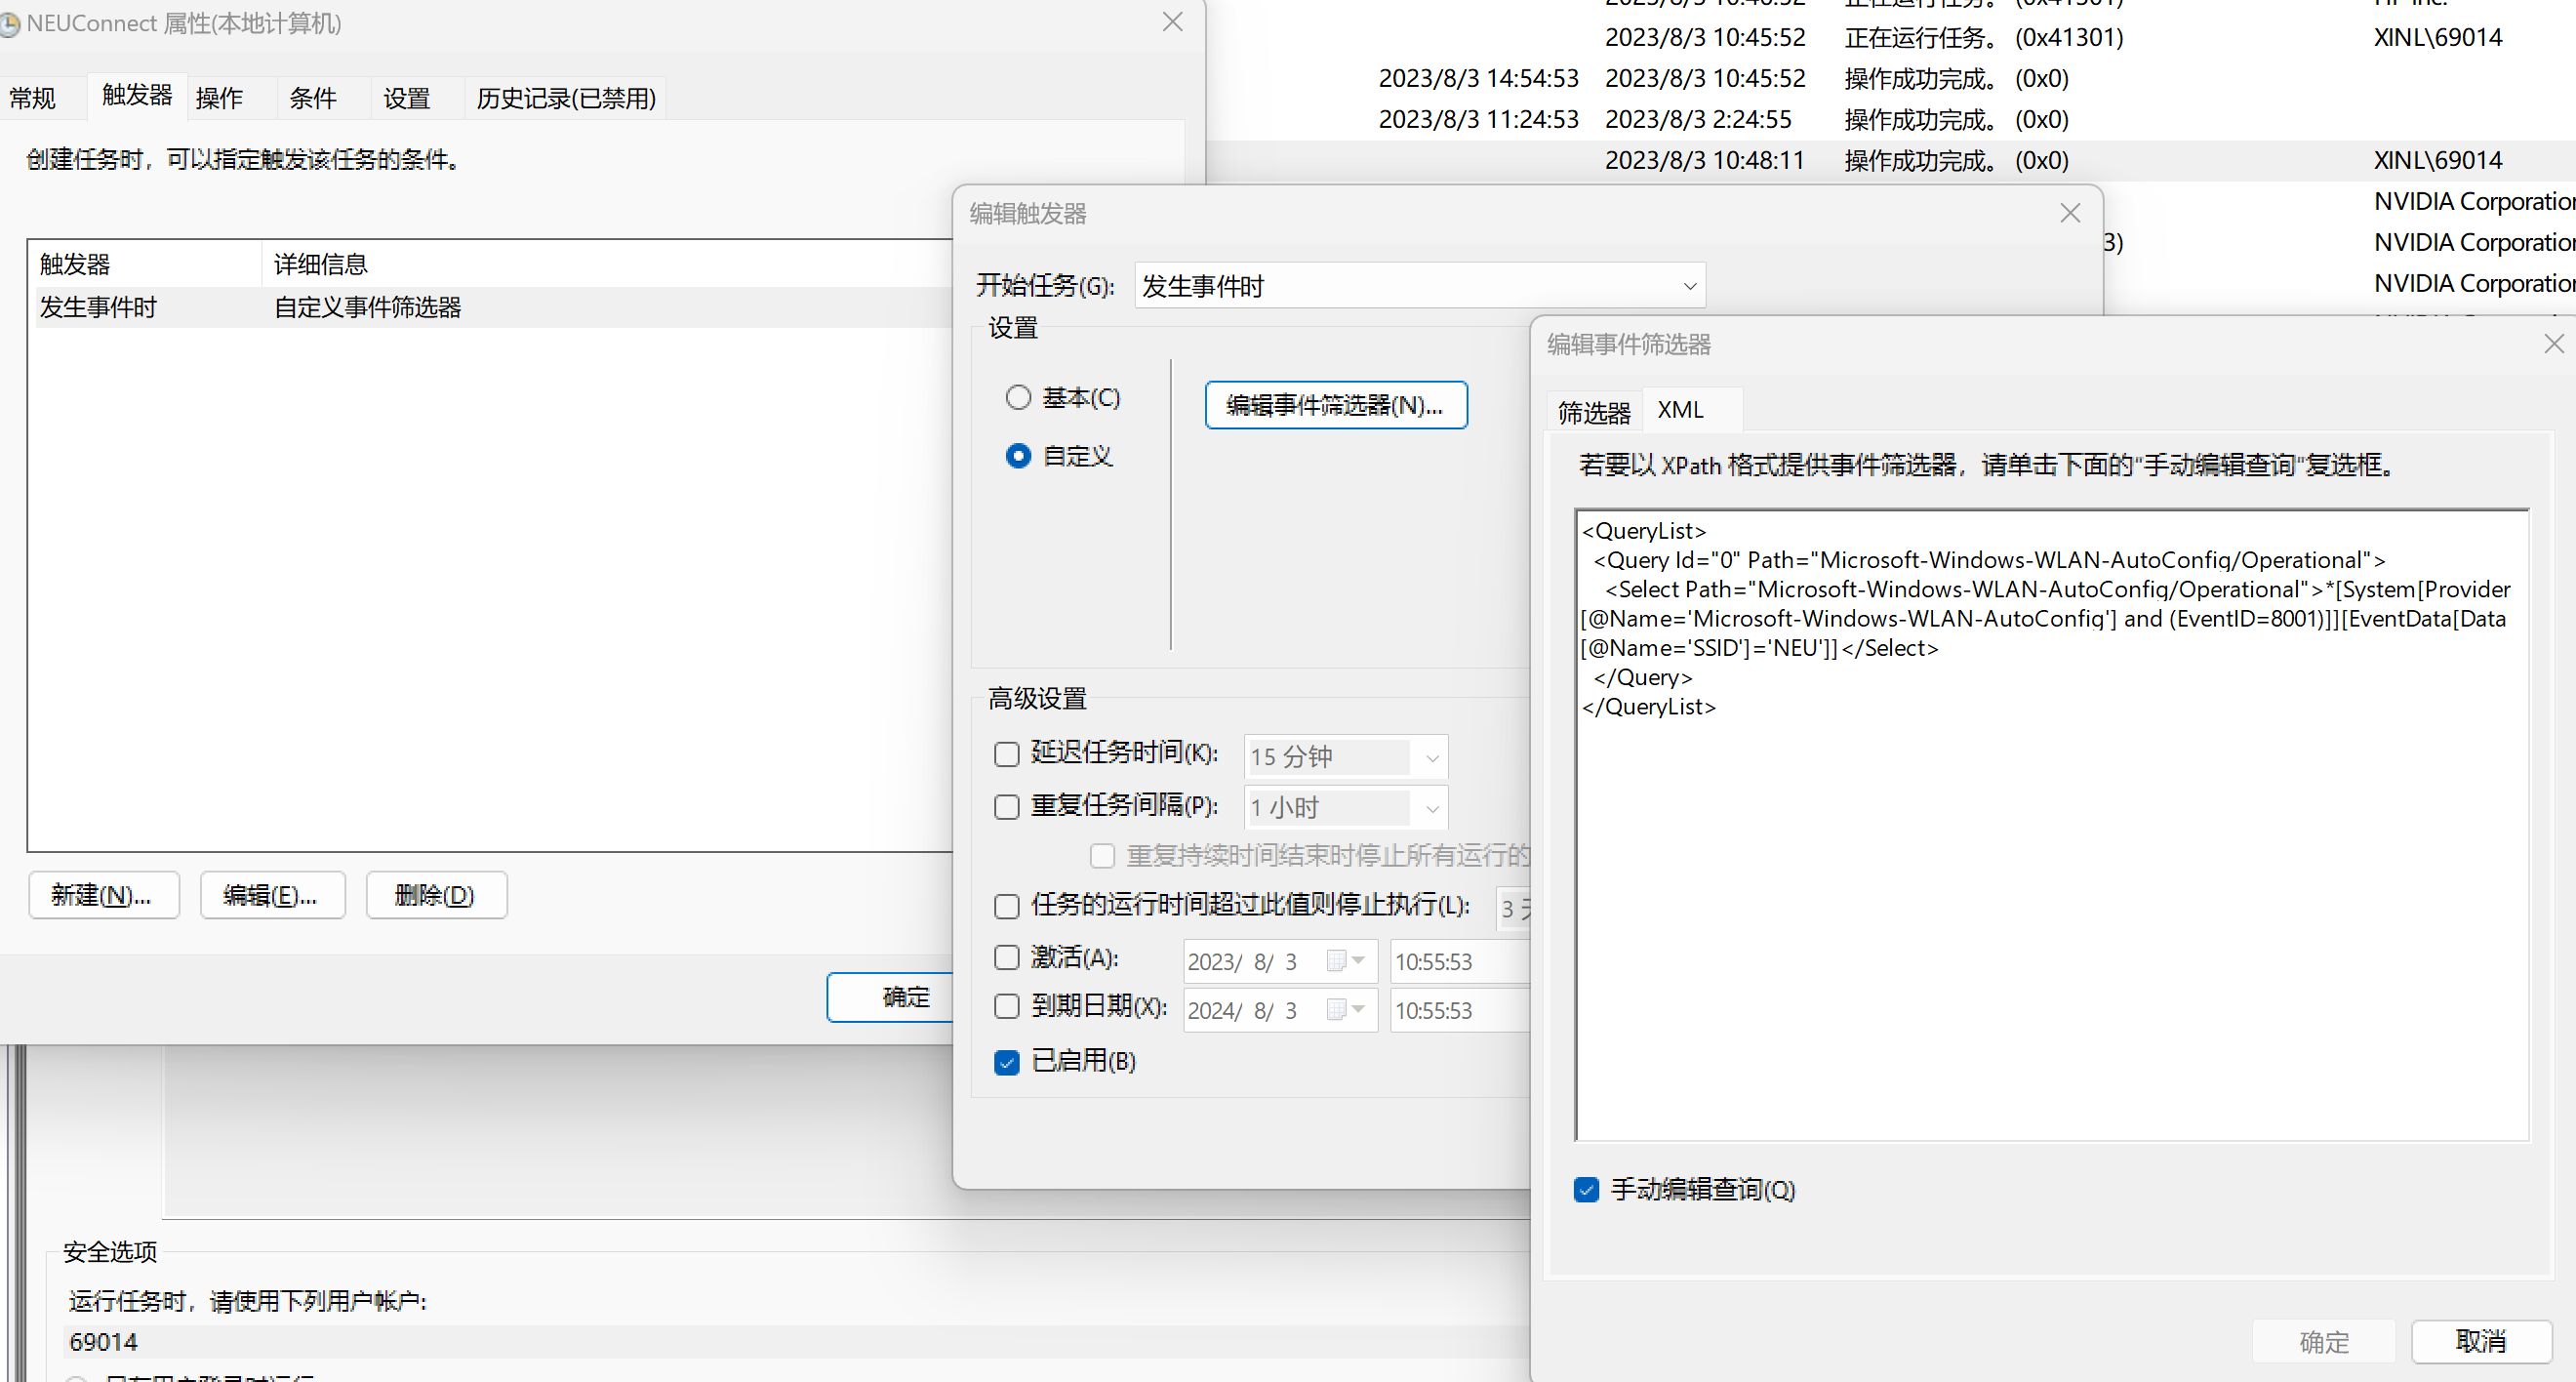 NEUConnect 属性(本地计算机)
常规 触发器 操作 条件 设置 历史记录(已禁用)
创建任务时，可以指定触发该任务的条件。
触发器 详细信息
发生事件时 自定义事件筛选器
新建(N)... 编辑(E)... 删除(D)
确定
2023/8/3 10:45:52 正在运行任务。 (0x41301) XINL\69014
2023/8/3 14:54:53 2023/8/3 10:45:52 操作成功完成。 (0x0)
2023/8/3 11:24:53 2023/8/3 2:24:55 操作成功完成。 (0x0)
2023/8/3 10:48:11 操作成功完成。 (0x0) XINL\69014
NVIDIA Corporation
3) NVIDIA Corporation
NVIDIA Corporation
编辑触发器
开始任务(G): 发生事件时
设置
基本(C)
自定义
编辑事件筛选器(N)...
高级设置
延迟任务时间(K): 15 分钟
重复任务间隔(P): 1 小时
重复持续时间结束时停止所有运行的
任务的运行时间超过此值则停止执行(L): 3
激活(A): 2023/ 8/ 3 10:55:53
到期日期(X): 2024/ 8/ 3 10:55:53
已启用(B)
编辑事件筛选器
筛选器 XML
若要以 XPath 格式提供事件筛选器，请单击下面的"手动编辑查询"复选框。
<QueryList>
<Query Id="0" Path="Microsoft-Windows-WLAN-AutoConfig/Operational">
<Select Path="Microsoft-Windows-WLAN-AutoConfig/Operational">*[System[Provider
[@Name='Microsoft-Windows-WLAN-AutoConfig'] and (EventID=8001)]][EventData[Data
[@Name='SSID']='NEU']]</Select>
</Query>
</QueryList>
手动编辑查询(Q)
确定 取消
安全选项
运行任务时，请使用下列用户帐户:
69014